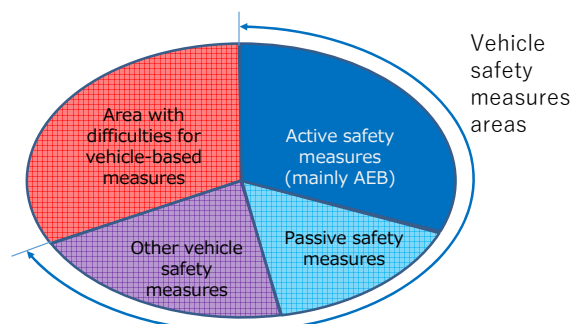 Vehicle
safety
measures
areas
Area with
difficulties for
vehicle-based
measures
Active safety
measures
(mainly AEB)
Passive safety
measures
Other vehicle
safety
measures